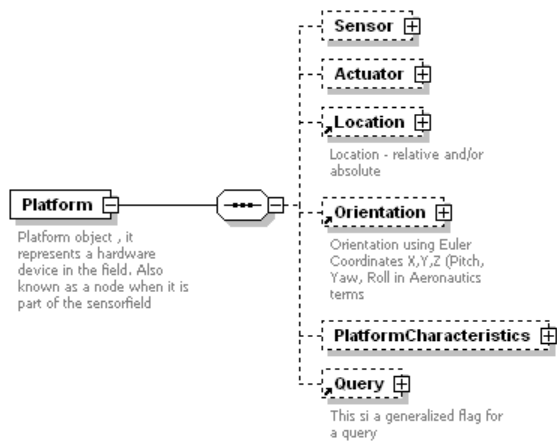 Sensor
Actuator
Location
Location - relative and/or
absolute
Platform
Platform object , it
represents a hardware
device in the field. Also
known as a node when it is
part of the sensorfield
Orientation
Orientation using Euler
Coordinates X,Y,Z (Pitch,
Yaw, Roll in Aeronautics
terms
PlatformCharacteristics
Query
This si a generalized flag for
a query